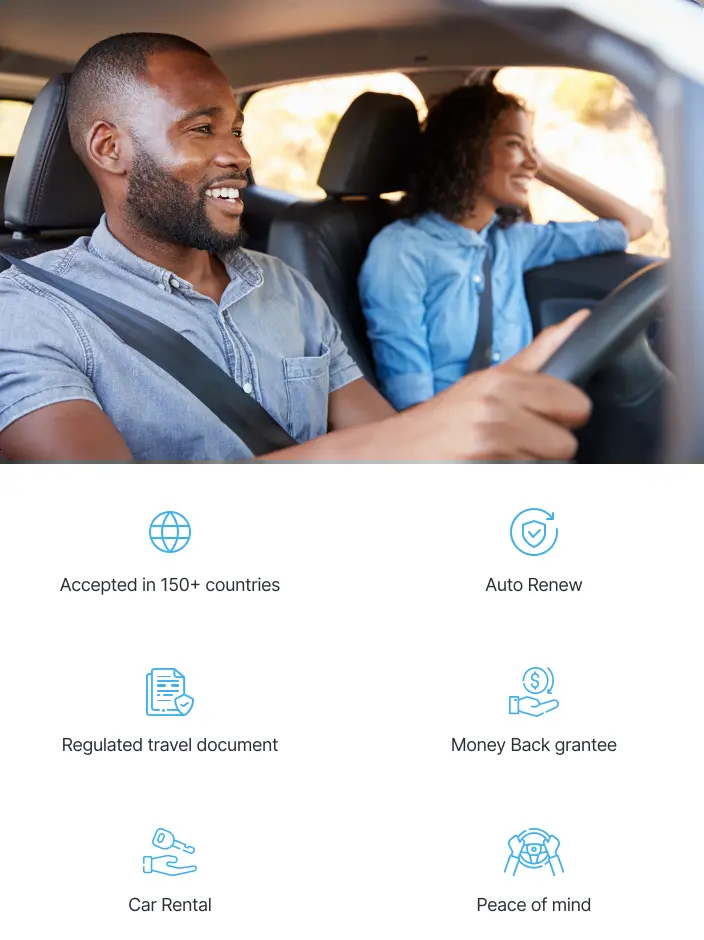 Accepted in 150+ countries
Auto Renew
Regulated travel document
Money Back grantee
Car Rental
Peace of mind